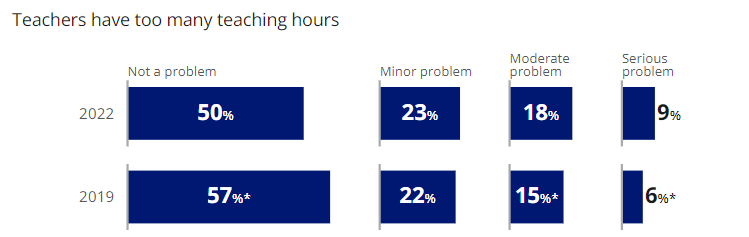 Teachers have too many teaching hours
Not a problem
Minor problem
Moderate
problem
Serious
problem
2022
50%
23%
18%
9%
2019
57%*
22%
15%*
6%*